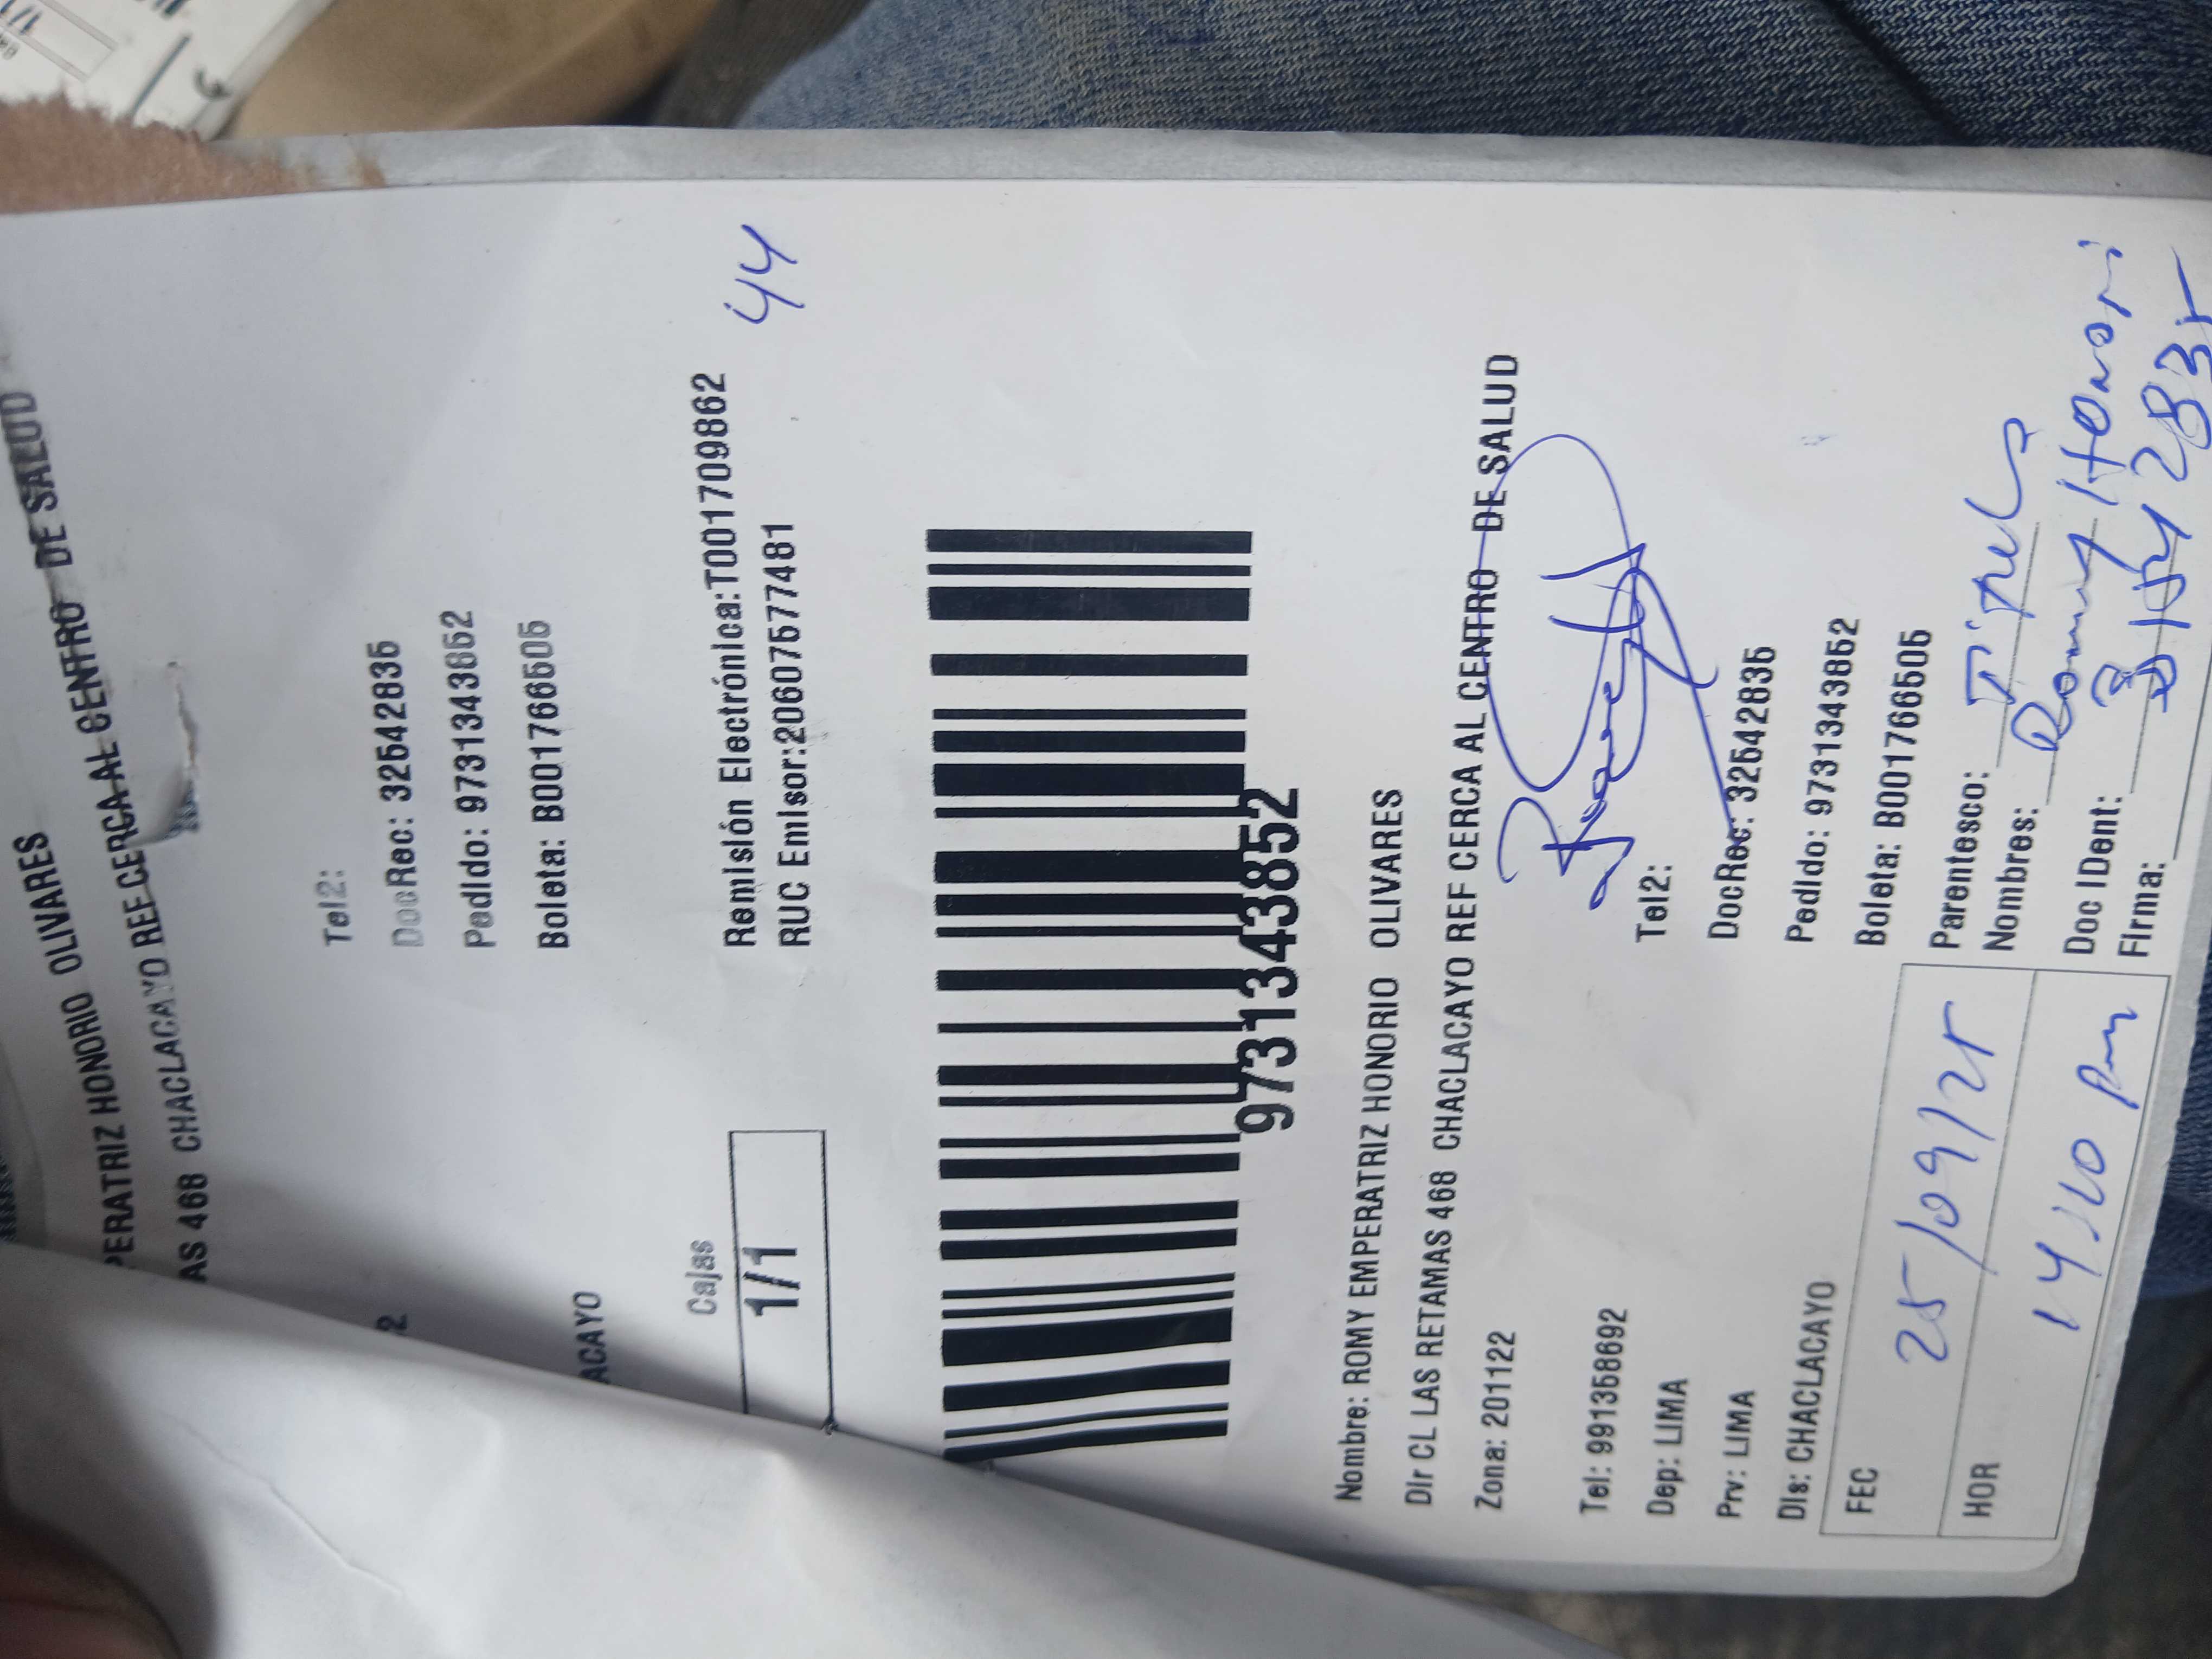 PERATRIZ HONORIO OLIVARES
AS 468 CHACLACAYO REF CERCA AL CENTRO DE SALUD
Tel2:
DocRec: 32542835
2
Pedido: 9731343852
Boleta: B001766505
ACAYO
Cajas
1/1
Remisión Electrónica:T001709862
RUC Emisor:20607577481
44
9731343852
Nombre: ROMY EMPERATRIZ HONORIO OLIVARES
Dir CL LAS RETAMAS 468 CHACLACAYO REF CERCA AL CENTRO DE SALUD
Zona: 201122
Tel: 991358692
Tel2:
Dep: LIMA
DocRec: 32542835
Prv: LIMA
Pedido: 9731343852
Dis: CHACLACAYO
Boleta: B001766505
FEC 25/09/25
HOR 14:10 Pm
Parentesco:
Nombres: Romy
Doc IDent:
Firma: